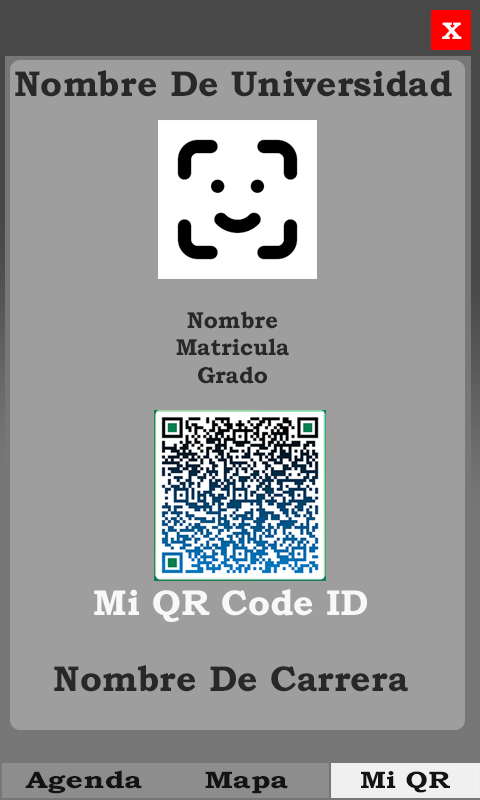 x
Nombre De Universidad
Nombre
Matricula
Grado
Mi QR Code ID
Nombre De Carrera
Agenda Mapa Mi QR